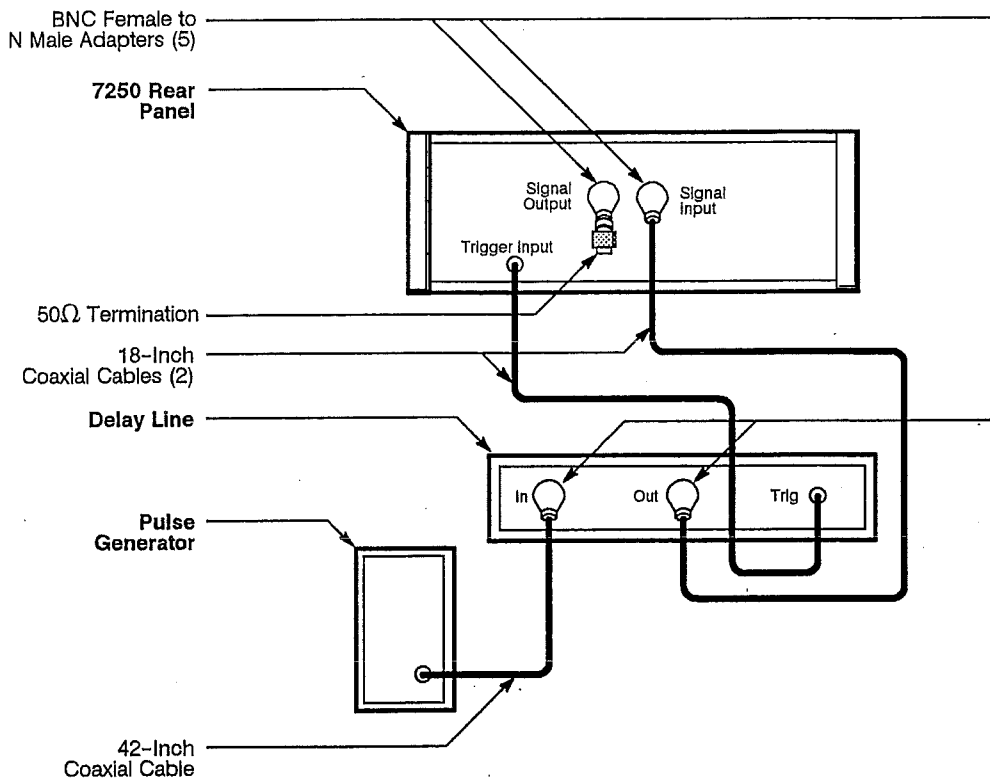 BNC Female to
N Male Adapters (5)
7250 Rear
Panel
Signal
Output
Signal
Input
Trigger Input
50Ω Termination
18-Inch
Coaxial Cables (2)
Delay Line
In
Out
Trig
Pulse
Generator
42-Inch
Coaxial Cable